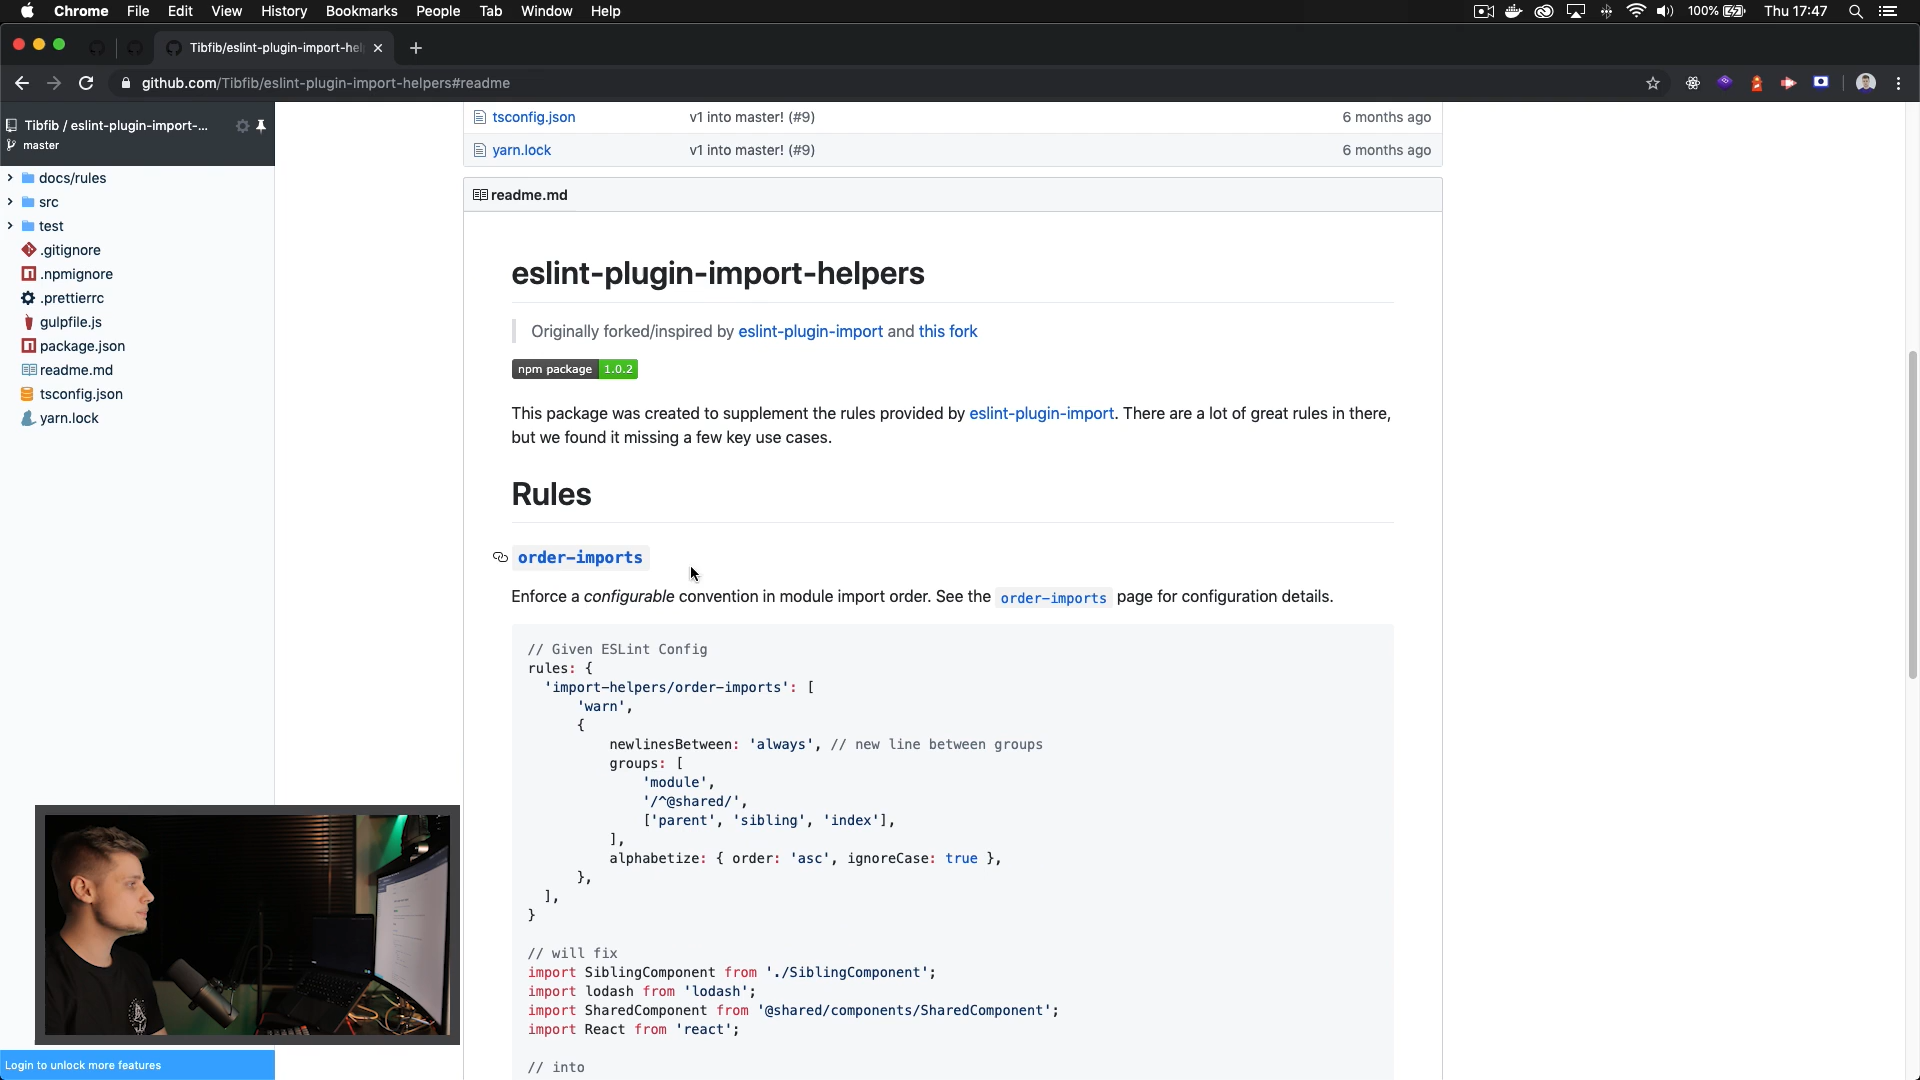 Chrome File Edit View History Bookmarks People Tab Window Help
100% Thu 17:47
Tibfib/eslint-plugin-import-hel
github.com/Tibfib/eslint-plugin-import-helpers#readme
Tibfib / eslint-plugin-import-...
master
docs/rules
src
test
.gitignore
.npmignore
.prettierrc
gulpfile.js
package.json
readme.md
tsconfig.json
yarn.lock
Login to unlock more features
tsconfig.json v1 into master! (#9) 6 months ago
yarn.lock v1 into master! (#9) 6 months ago
readme.md
eslint-plugin-import-helpers
Originally forked/inspired by eslint-plugin-import and this fork
npm package 1.0.2
This package was created to supplement the rules provided by eslint-plugin-import. There are a lot of great rules in there,
but we found it missing a few key use cases.
Rules
order-imports
Enforce a configurable convention in module import order. See the order-imports page for configuration details.
// Given ESLint Config
rules: {
'import-helpers/order-imports': [
'warn',
{
newlinesBetween: 'always', // new line between groups
groups: [
'module',
'/^@shared/',
['parent', 'sibling', 'index'],
],
alphabetize: { order: 'asc', ignoreCase: true },
},
],
}
// will fix
import SiblingComponent from './SiblingComponent';
import lodash from 'lodash';
import SharedComponent from '@shared/components/SharedComponent';
import React from 'react';
// into